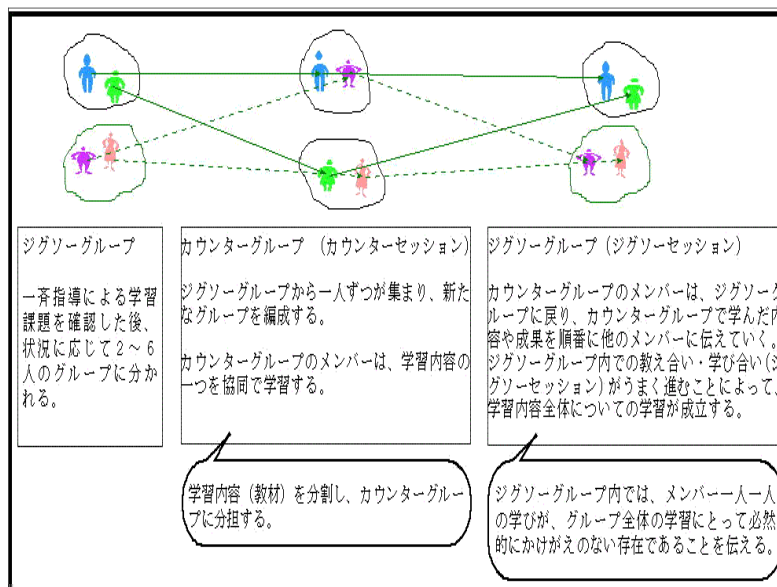 ジグソーグループ
一斉指導による学習
課題を確認した後、
状況に応じて２～６
人のグループに分か
れる。
カウンターグループ （カウンターセッション）
ジグソーグループから一人ずつが集まり、新た
なグループを編成する。
カウンターグループのメンバーは、学習内容の
一つを協同で学習する。
ジグソーグループ（ジグソーセッション）
カウンターグループのメンバーは、ジグソーグ
ループに戻り、カウンターグループで学んだ内
容や成果を順番に他のメンバーに伝えていく。
ジグソーグループ内での教え合い・学び合い(ジ
グソーセッション）がうまく進むことによって、
学習内容全体についての学習が成立する。
学習内容（教材）を分割し、カウンターグルー
プに分担する。
ジグソーグループ内では、メンバー一人一人
の学びが、グループ全体の学習にとって必然
的にかけがえのない存在であることを伝える。